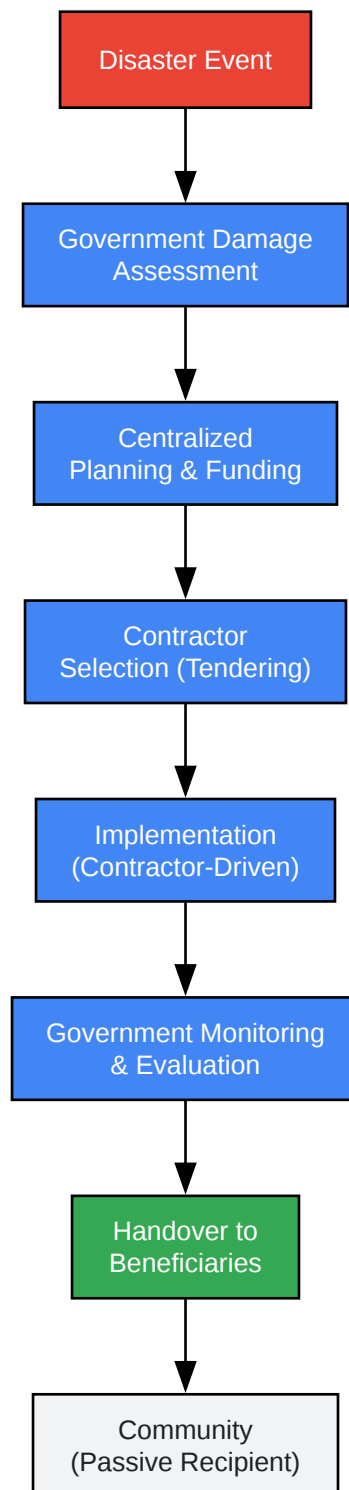 Disaster Event
Government Damage
Assessment
Centralized
Planning & Funding
Contractor
Selection (Tendering)
Implementation
(Contractor-Driven)
Government Monitoring
& Evaluation
Handover to
Beneficiaries
Community
(Passive Recipient)